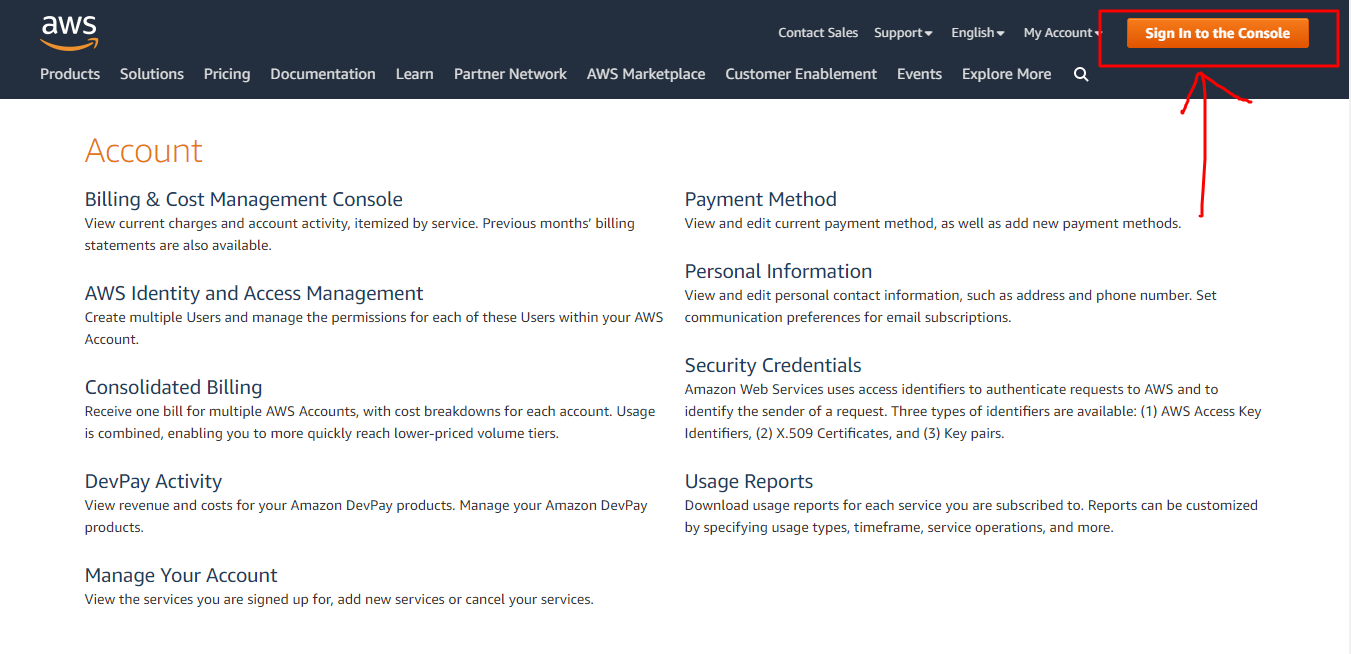 aws
Contact Sales Support English My Account Sign In to the Console
Products Solutions Pricing Documentation Learn Partner Network AWS Marketplace Customer Enablement Events Explore More
Account
Billing & Cost Management Console
View current charges and account activity, itemized by service. Previous months’ billing
statements are also available.
AWS Identity and Access Management
Create multiple Users and manage the permissions for each of these Users within your AWS
Account.
Consolidated Billing
Receive one bill for multiple AWS Accounts, with cost breakdowns for each account. Usage
is combined, enabling you to more quickly reach lower-priced volume tiers.
DevPay Activity
View revenue and costs for your Amazon DevPay products. Manage your Amazon DevPay
products.
Manage Your Account
View the services you are signed up for, add new services or cancel your services.
Payment Method
View and edit current payment method, as well as add new payment methods.
Personal Information
View and edit personal contact information, such as address and phone number. Set
communication preferences for email subscriptions.
Security Credentials
Amazon Web Services uses access identifiers to authenticate requests to AWS and to
identify the sender of a request. Three types of identifiers are available: (1) AWS Access Key
Identifiers, (2) X.509 Certificates, and (3) Key pairs.
Usage Reports
Download usage reports for each service you are subscribed to. Reports can be customized
by specifying usage types, timeframe, service operations, and more.